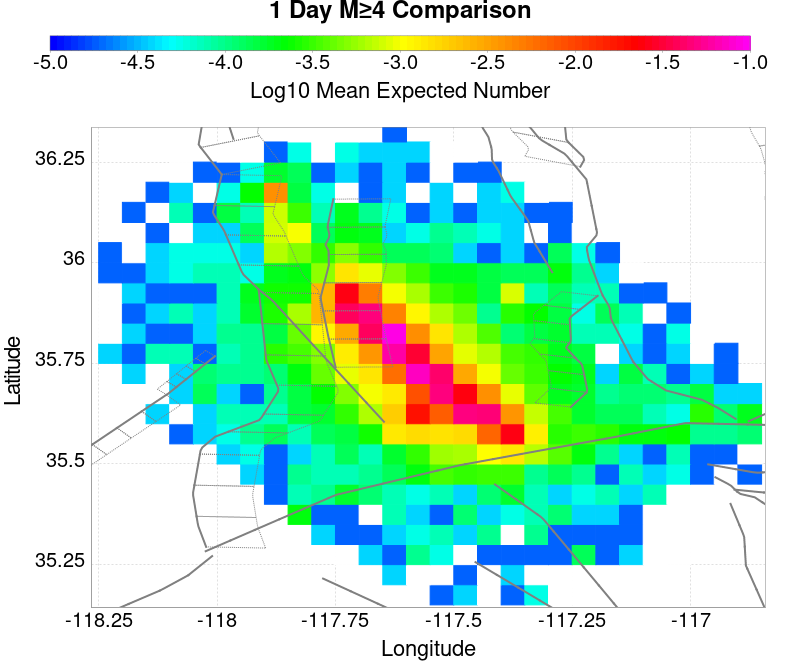 1 Day M≥4 Comparison
-5.0 -4.5 -4.0 -3.5 -3.0 -2.5 -2.0 -1.5 -1.0
Log10 Mean Expected Number
36.25
36
35.75
35.5
35.25
Latitude
-118.25 -118 -117.75 -117.5 -117.25 -117
Longitude